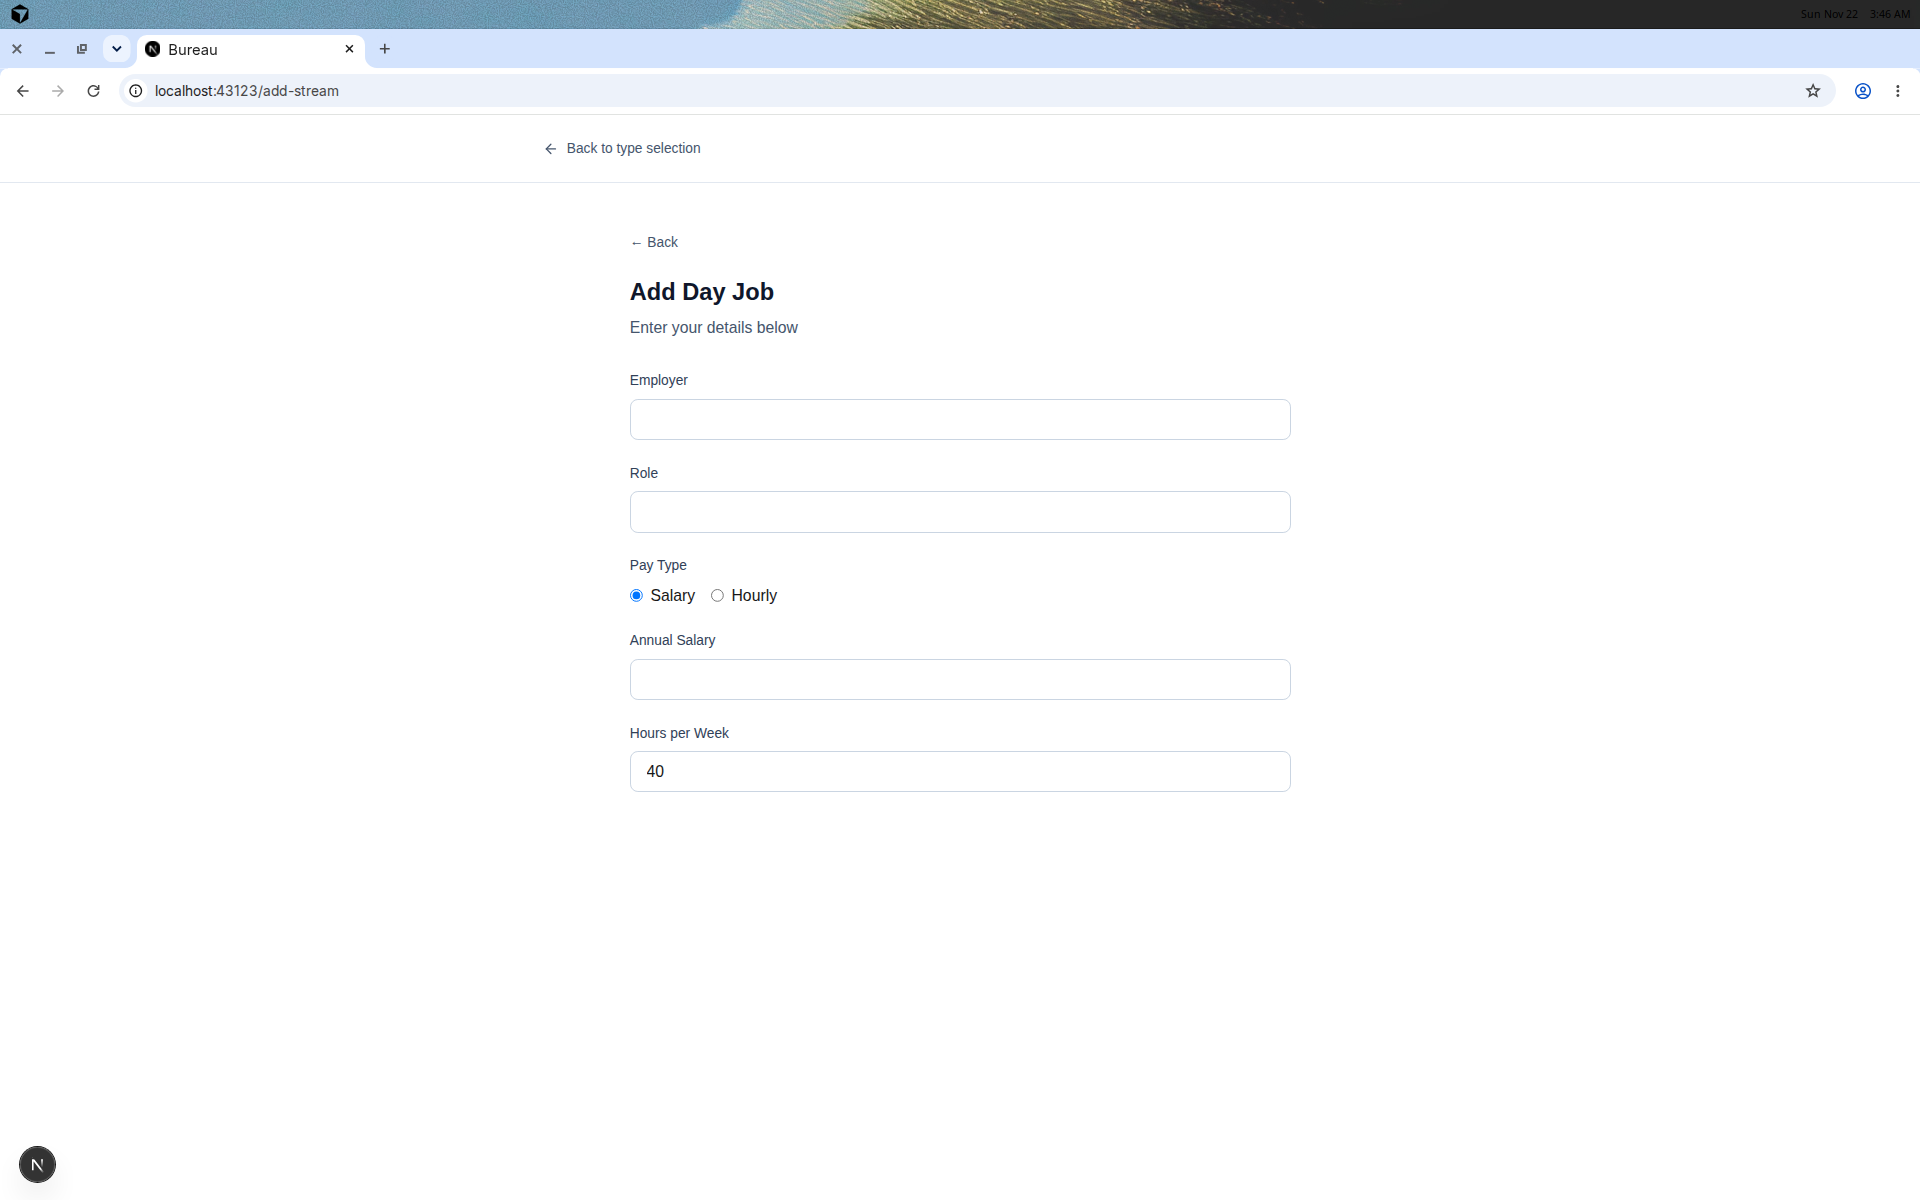 Sun Nov 22 3:46 AM
Bureau
localhost:43123/add-stream
← Back to type selection
← Back
Add Day Job
Enter your details below
Employer
Role
Pay Type
Salary Hourly
Annual Salary
Hours per Week
40
N